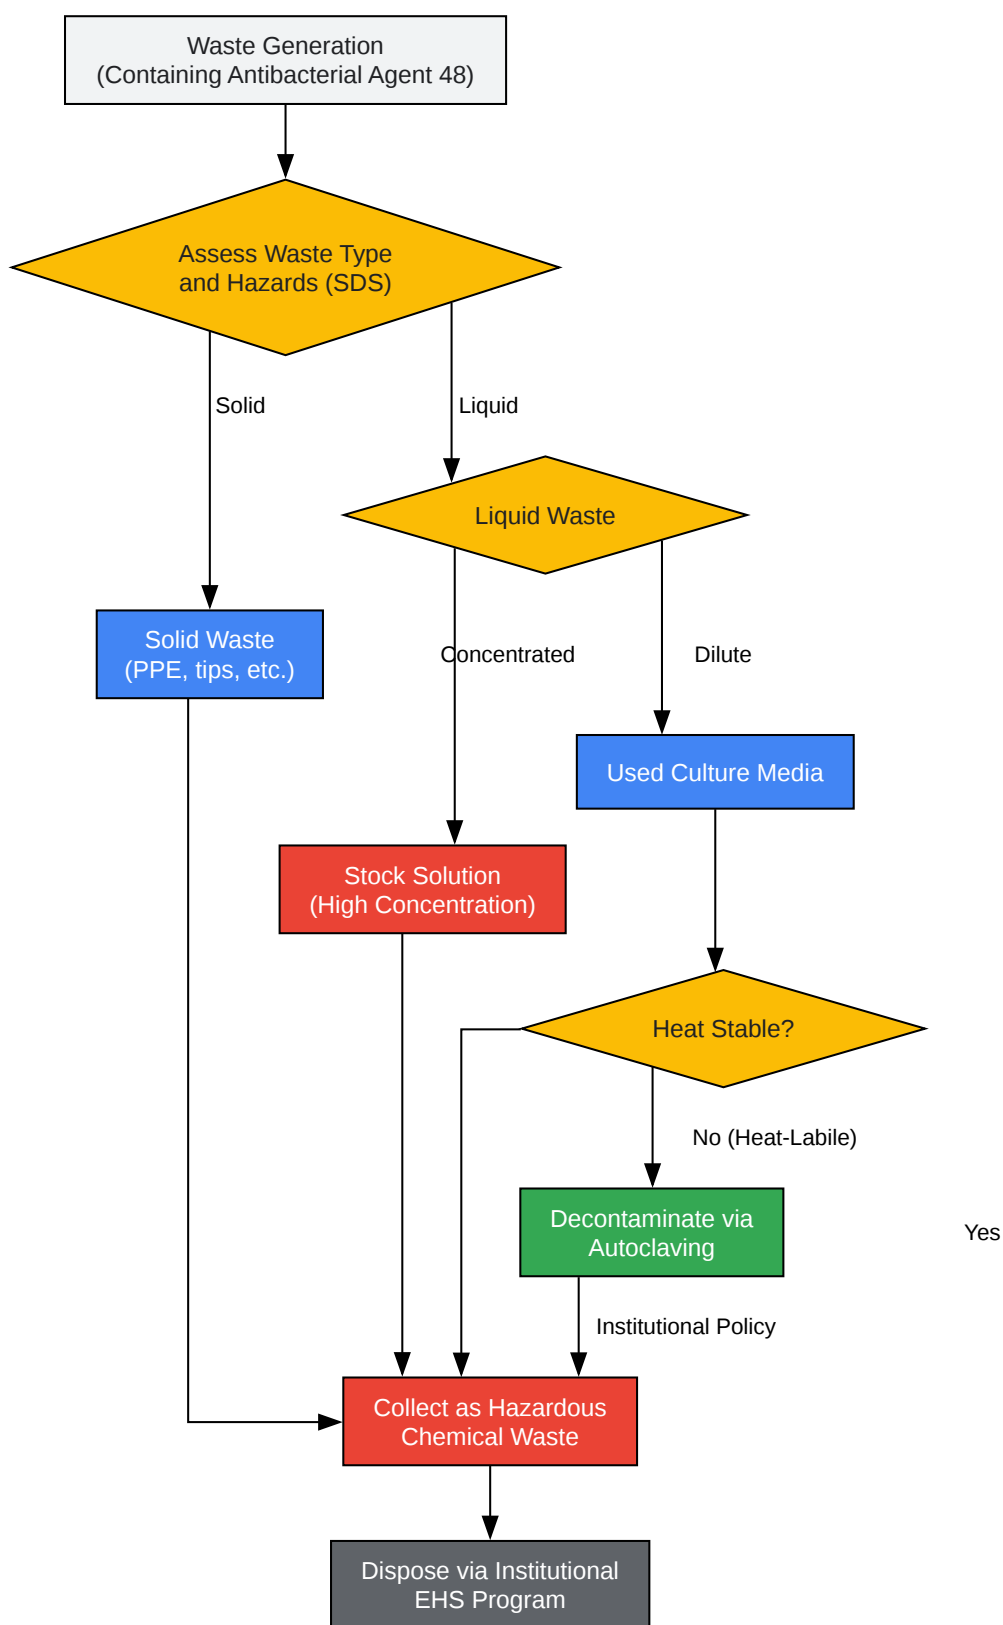 Waste Generation
(Containing Antibacterial Agent 48)
Assess Waste Type
and Hazards (SDS)
Solid
Liquid
Liquid Waste
Solid Waste
(PPE, tips, etc.)
Concentrated
Dilute
Used Culture Media
Stock Solution
(High Concentration)
Heat Stable?
No (Heat-Labile)
Decontaminate via
Autoclaving
Yes
Institutional Policy
Collect as Hazardous
Chemical Waste
Dispose via Institutional
EHS Program